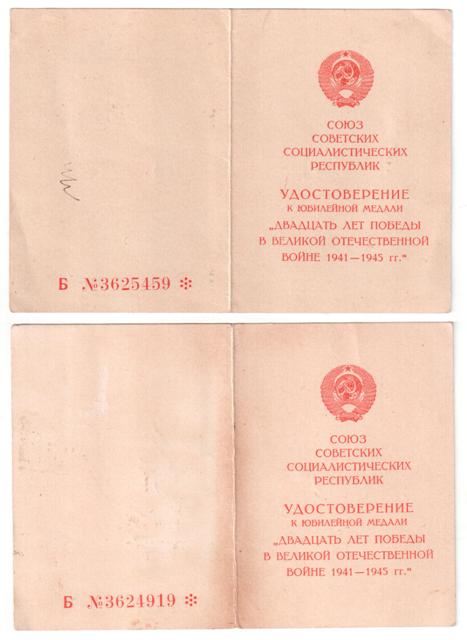 СОЮЗ
СОВЕТСКИХ
СОЦИАЛИСТИЧЕСКИХ
РЕСПУБЛИК
УДОСТОВЕРЕНИЕ
К ЮБИЛЕЙНОЙ МЕДАЛИ
„ДВАДЦАТЬ ЛЕТ ПОБЕДЫ
В ВЕЛИКОЙ ОТЕЧЕСТВЕННОЙ
ВОЙНЕ 1941—1945 гг.“
Б №3625459
СОЮЗ
СОВЕТСКИХ
СОЦИАЛИСТИЧЕСКИХ
РЕСПУБЛИК
УДОСТОВЕРЕНИЕ
К ЮБИЛЕЙНОЙ МЕДАЛИ
„ДВАДЦАТЬ ЛЕТ ПОБЕДЫ
В ВЕЛИКОЙ ОТЕЧЕСТВЕННОЙ
ВОЙНЕ 1941—1945 гг.“
Б №3624919